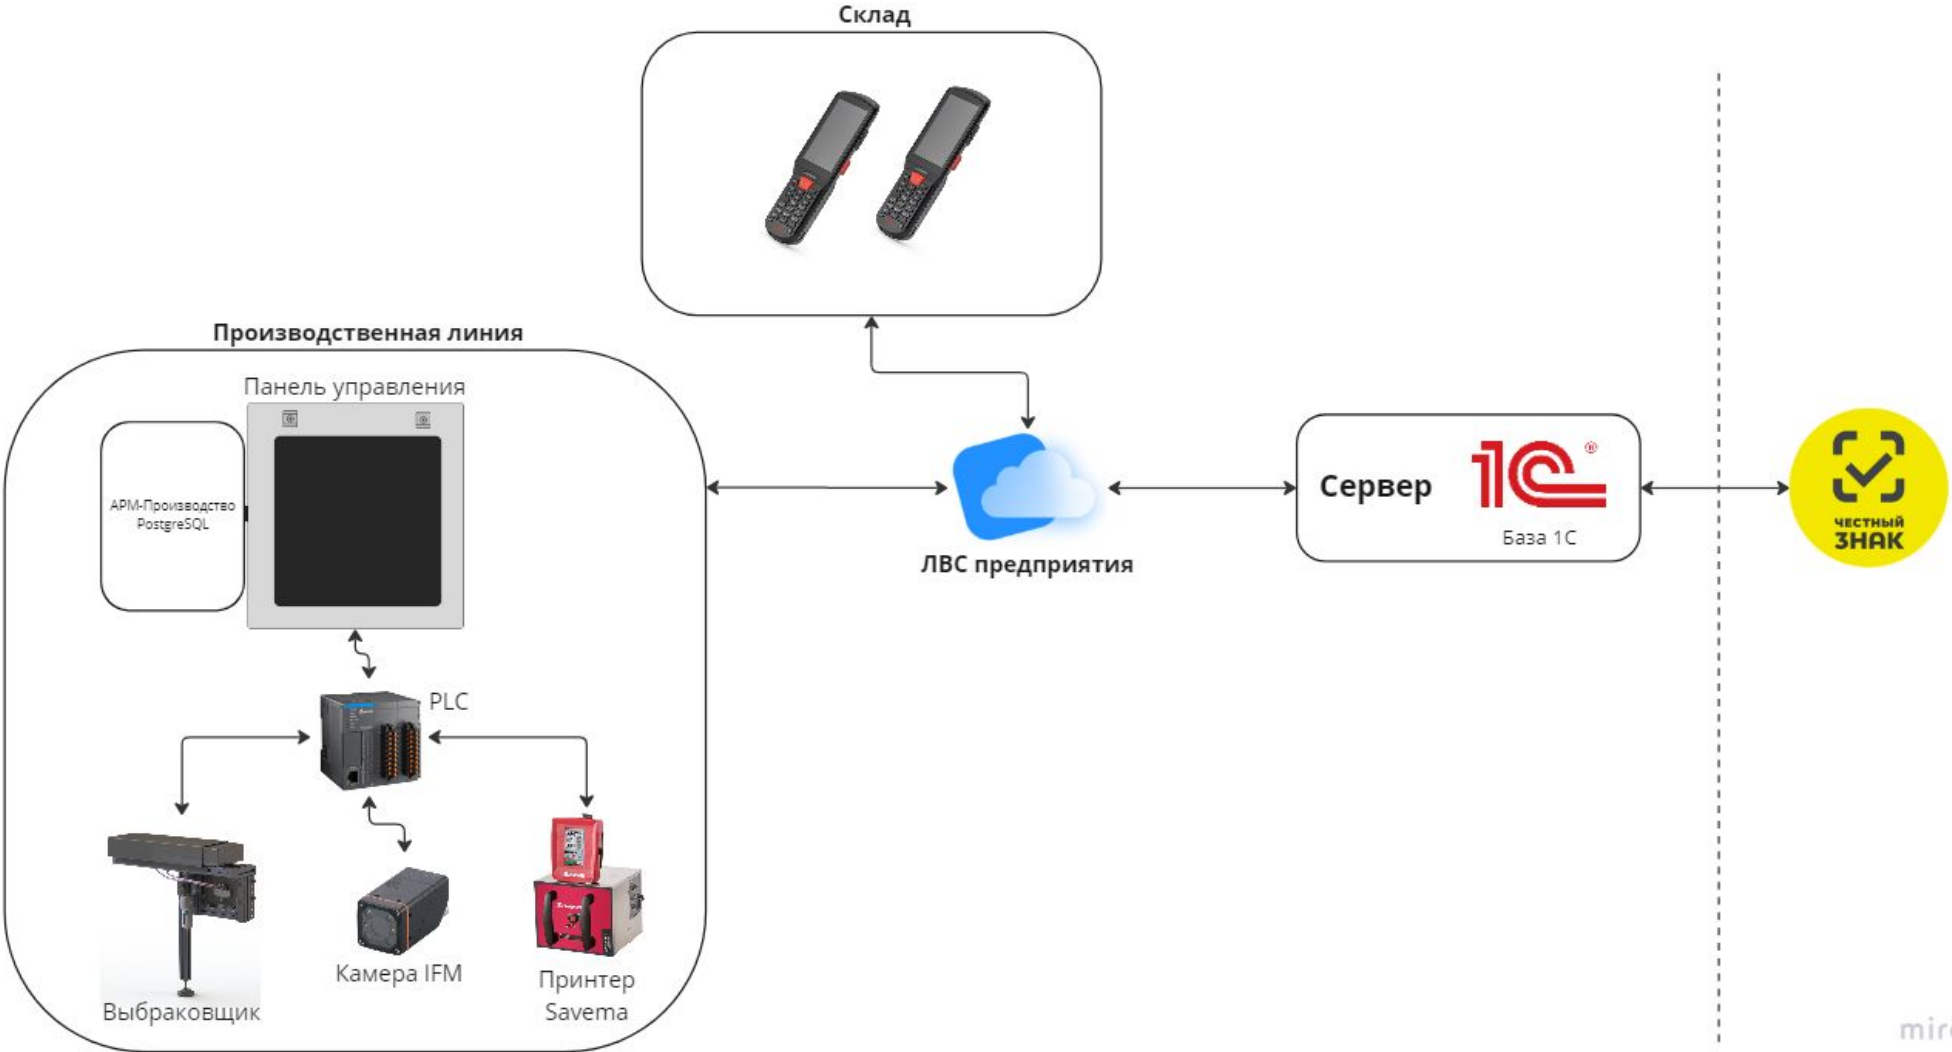 Склад
Производственная линия
Панель управления
АРМ-Производство
PostgreSQL
PLC
Выбраковщик
Камера IFM
Принтер
Savema
ЛВС предприятия
Сервер
1С®
База 1С
ЧЕСТНЫЙ
ЗНАК